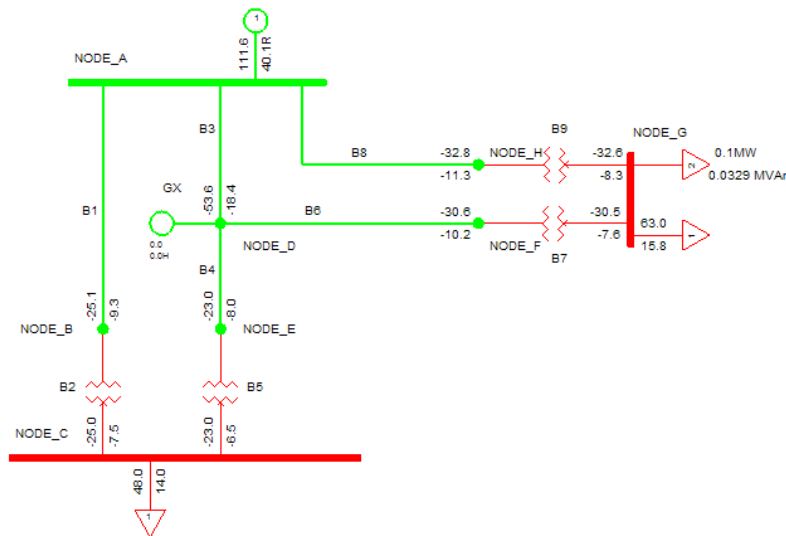 1
111.6
40.1R
NODE_A
B3
B9
NODE_G
B8
-32.8
NODE_H
-32.6
2
0.1MW
-11.3
-8.3
0.0329 MVAr
GX
-53.6
-18.4
B1
B6
-30.6
-30.5
63.0
1
0.0
0.0H
NODE_D
-10.2
NODE_F
-7.6
15.8
B7
B4
-25.1
-9.3
-23.0
-8.0
NODE_B
NODE_E
B2
B5
NODE_C
-25.0
-7.5
-23.0
-6.5
48.0
14.0
1